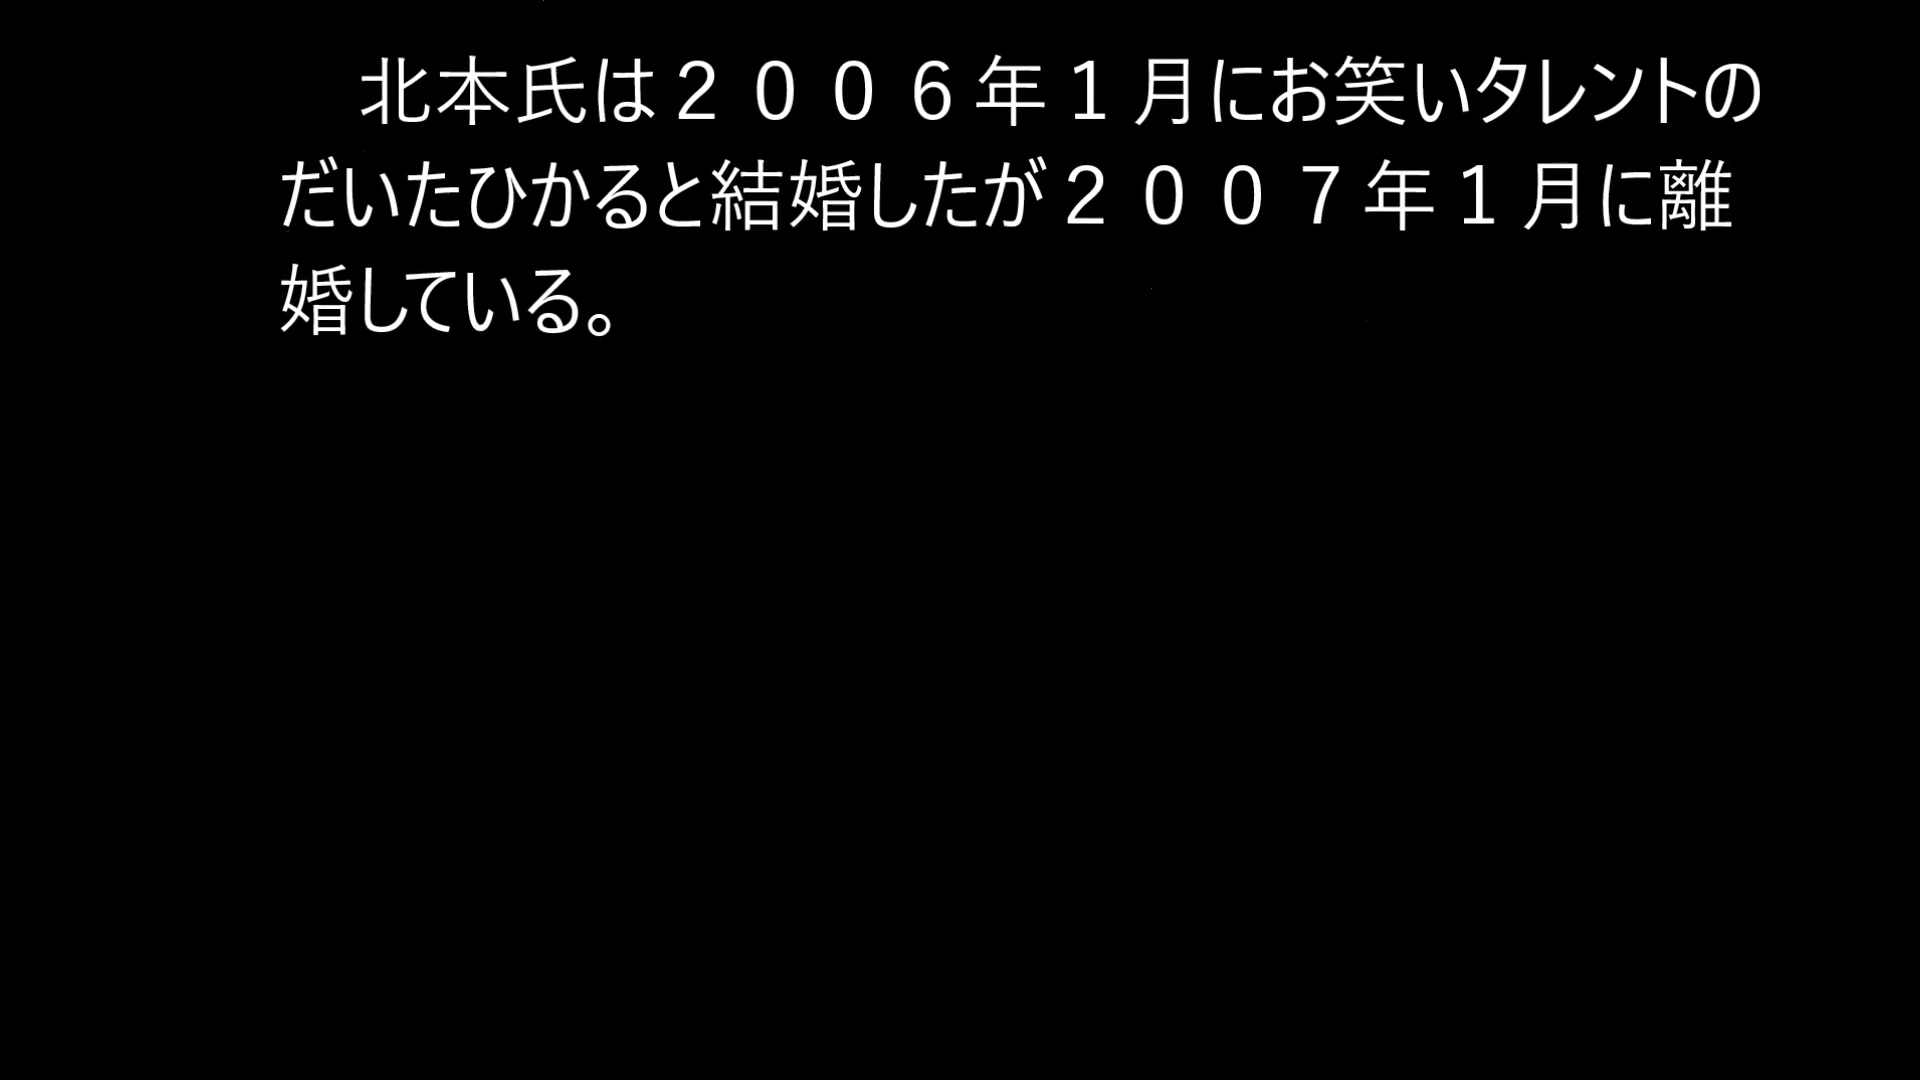 北本氏は２００６年１月にお笑いタレントの
だいたひかると結婚したが２００７年１月に離
婚している。